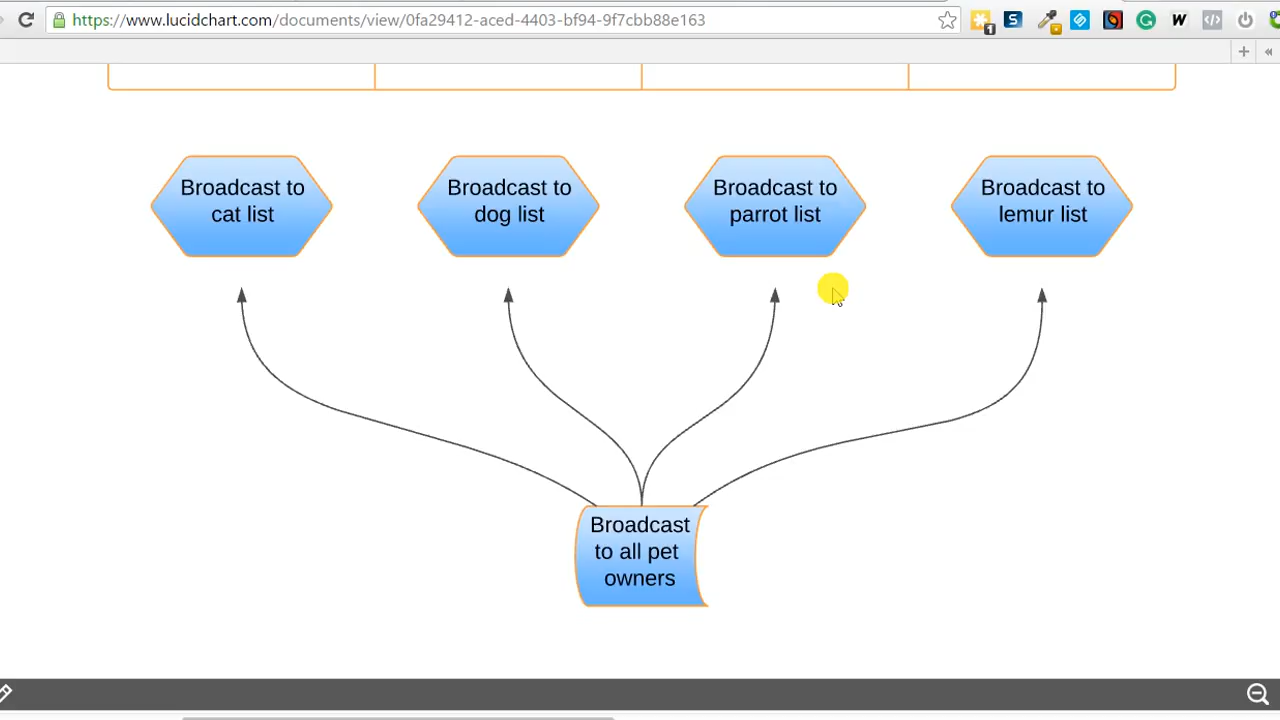 https://www.lucidchart.com/documents/view/0fa29412-aced-4403-bf94-9f7cbb88e163
1
S
W
Broadcast to
cat list
Broadcast to
dog list
Broadcast to
parrot list
Broadcast to
lemur list
Broadcast
to all pet
owners